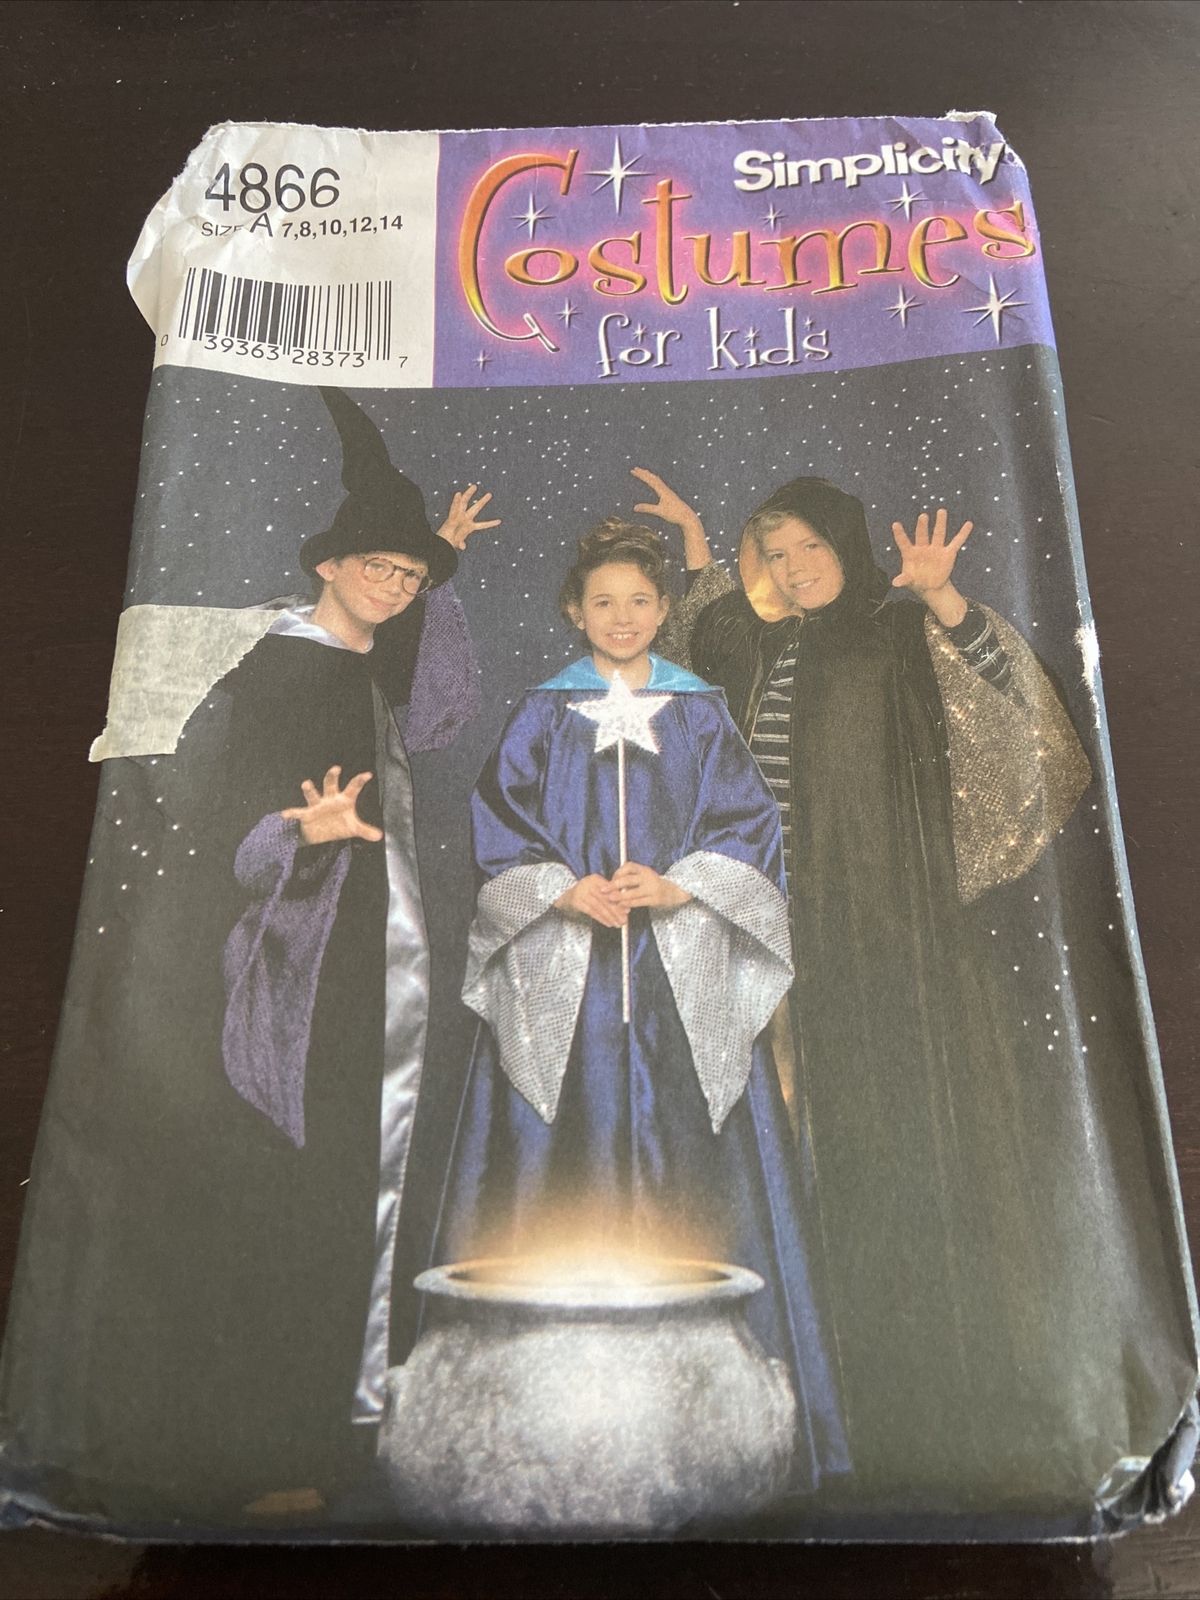 4866
SIZE A 7,8,10,12,14
0 39363 28373 7
Simplicity
Costumes
for kids